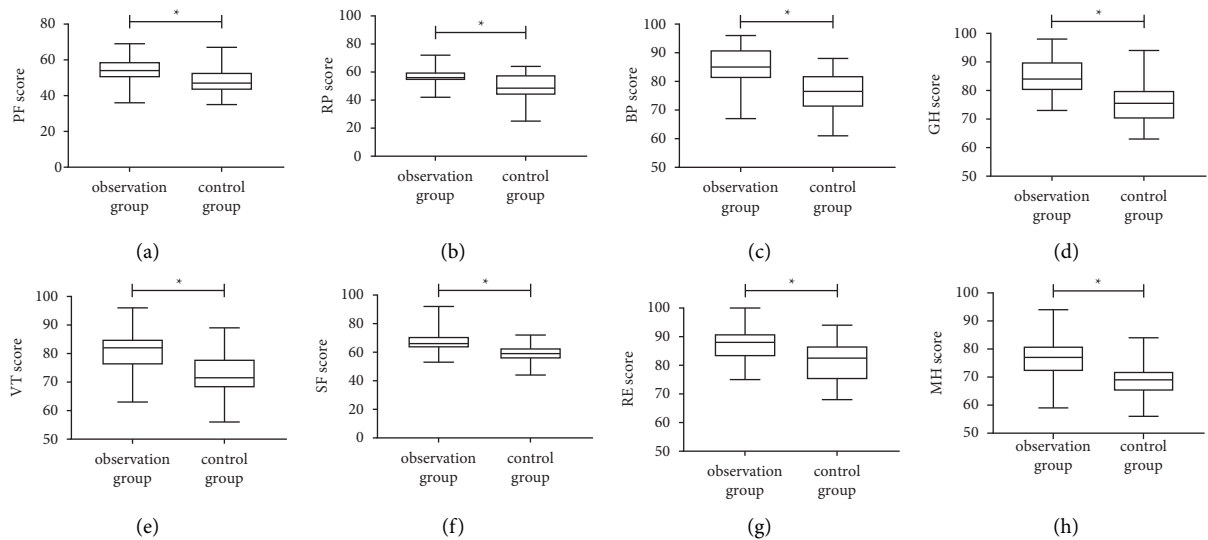 80
60
40
20
0
PF score
*
observation
group
control
group
(a)
100
80
60
40
20
0
RP score
*
observation
group
control
group
(b)
100
90
80
70
60
50
BP score
*
observation
group
control
group
(c)
100
90
80
70
60
50
GH score
*
observation
group
control
group
(d)
100
90
80
70
60
50
VT score
*
observation
group
control
group
(e)
100
80
60
40
20
0
SF score
*
observation
group
control
group
(f)
100
90
80
70
60
50
RE score
*
observation
group
control
group
(g)
100
90
80
70
60
50
MH score
*
observation
group
control
group
(h)